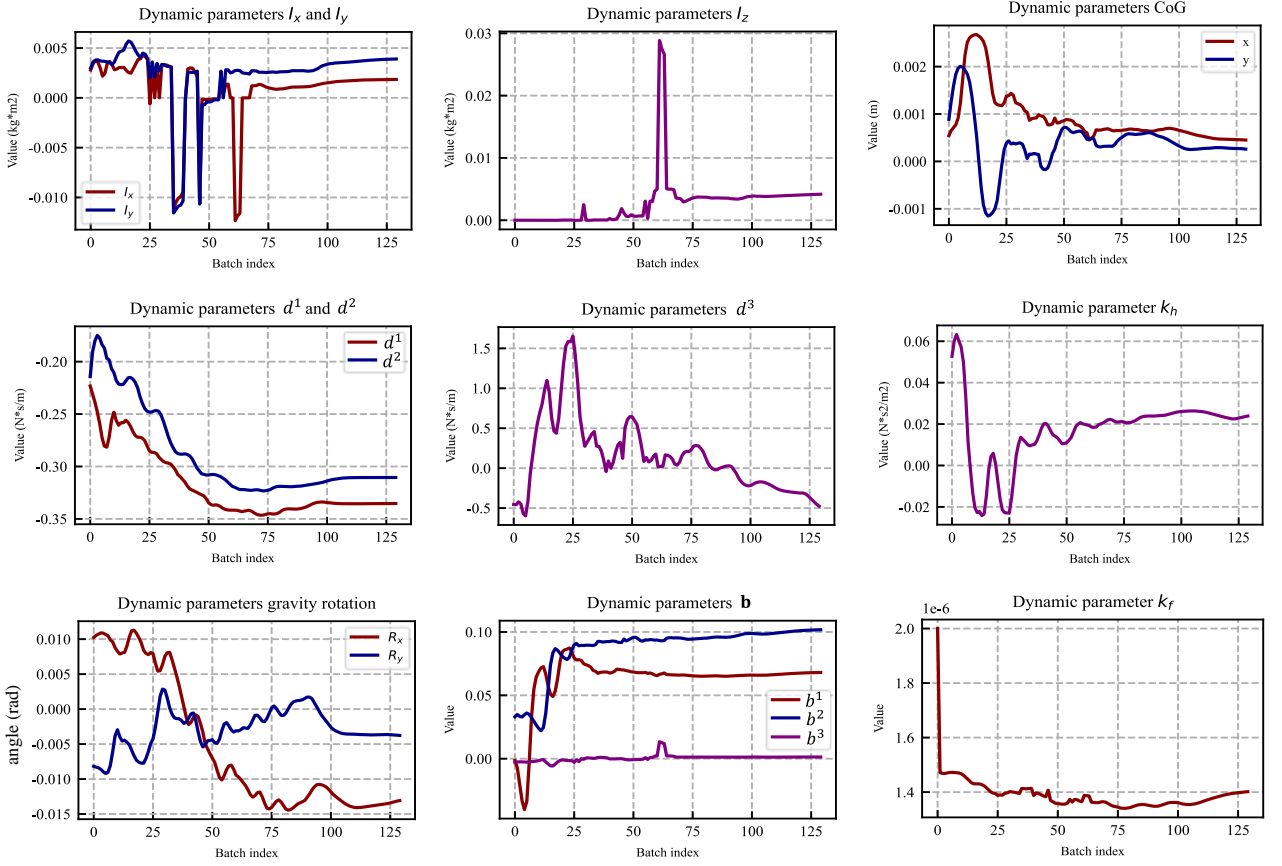 Dynamic parameters I_x and I_y
Value (kg*m2)
0.005
0.000
-0.005
-0.010
I_x
I_y
0 25 50 75 100 125
Batch index
Dynamic parameters I_z
Value (kg*m2)
0.03
0.02
0.01
0.00
0 25 50 75 100 125
Batch index
Dynamic parameters CoG
Value (m)
0.002
0.001
0.000
-0.001
x
y
0 25 50 75 100 125
Batch index
Dynamic parameters d^1 and d^2
Value (N*s/m)
-0.20
-0.25
-0.30
-0.35
d^1
d^2
0 25 50 75 100 125
Batch index
Dynamic parameters d^3
Value (N*s/m)
1.5
1.0
0.5
0.0
-0.5
0 25 50 75 100 125
Batch index
Dynamic parameter k_h
Value (N*s2/m2)
0.06
0.04
0.02
0.00
-0.02
0 25 50 75 100 125
Batch index
Dynamic parameters gravity rotation
angle (rad)
0.010
0.005
0.000
-0.005
-0.010
-0.015
R_x
R_y
0 25 50 75 100 125
Batch index
Dynamic parameters b
Value
0.10
0.05
0.00
b^1
b^2
b^3
0 25 50 75 100 125
Batch index
Dynamic parameter k_f
1e-6
Value
2.0
1.8
1.6
1.4
0 25 50 75 100 125
Batch index